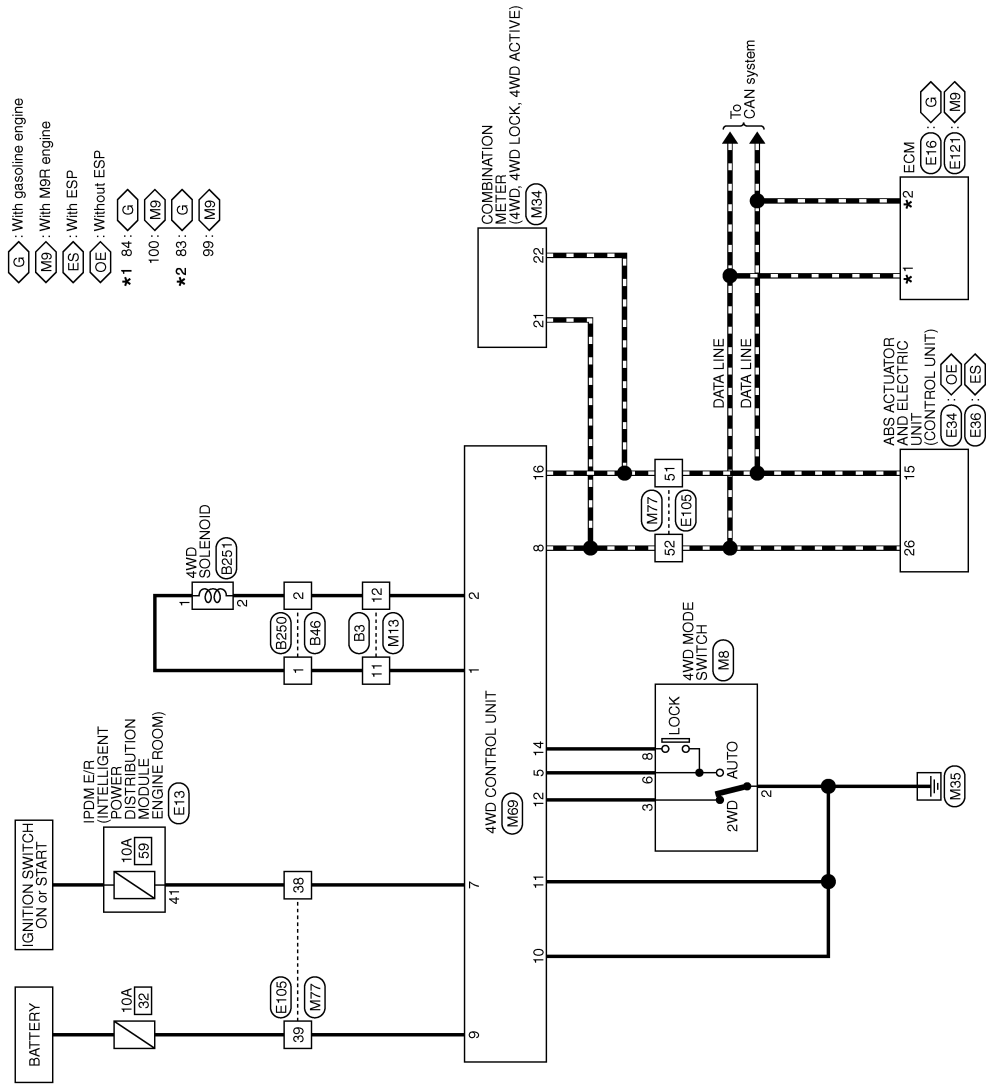 G : With gasoline engine
M9 : With M9R engine
ES : With ESP
OE : Without ESP
*1 84 : G
100 : M9
*2 83 : G
99 : M9
BATTERY
10A
32
IGNITION SWITCH
ON or START
10A
59
41
IPDM E/R
(INTELLIGENT
POWER
DISTRIBUTION
MODULE
ENGINE ROOM)
E13
39
E105
M77
38
9
7
4WD
SOLENOID
B251
1
2
1
B250
B46
2
11
B3
M13
12
1
2
4WD CONTROL UNIT
M69
10
11
12
5
14
8
16
COMBINATION
METER
(4WD, 4WD LOCK, 4WD ACTIVE)
M34
21
22
4WD MODE
SWITCH
M8
3
6
8
LOCK
AUTO
2WD
2
M35
52
M77
E105
51
DATA LINE
DATA LINE
To
CAN system
ABS ACTUATOR
AND ELECTRIC
UNIT
(CONTROL UNIT)
E34 : OE
E36 : ES
26
15
ECM
E16 : G
E121 : M9
*1
*2